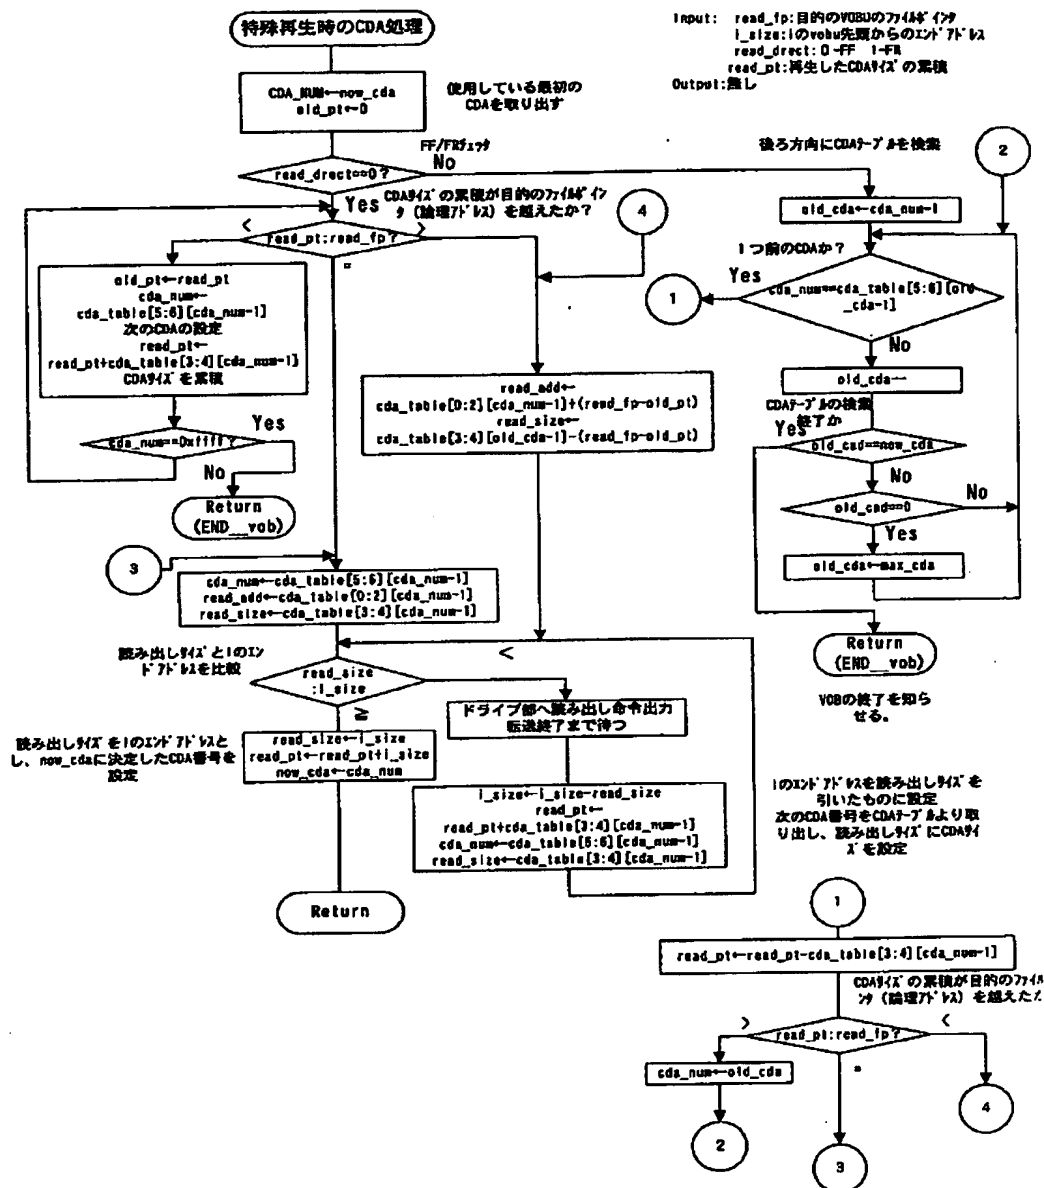 特殊再生時のCDA処理
Input: read_fp:目的のVOBUのファイルポインタ
i_size:iのvobu先頭からのエンドアドレス
read_drect: 0-FF 1-FR
read_pt:再生したCDAサイズの累積
Output:無し
CDA_NUM←now_cda
old_pt←0
使用している最初の
CDAを取り出す
FF/FRチェック
read_drect==0?
No
Yes
CDAサイズの累積が目的のファイルポイン
タ（論理アドレス）を越えたか？
<
read_pt:read_fp?
>
=
4
old_pt←read_pt
cda_num←
cda_table[5:6][cda_num-1]
次のCDAの設定
read_pt←
read_pt+cda_table[3:4][cda_num-1]
CDAサイズを累積
cda_num==0xffff?
Yes
No
Return
(END__vob)
read_add←
cda_table[0:2][cda_num-1]+(read_fp-old_pt)
read_size←
cda_table[3:4][old_cda-1]-(read_fp-old_pt)
後ろ方向にCDAテーブルを検索
2
old_cda←cda_num-1
1つ前のCDAか？
Yes
1
cda_num==cda_table[5:6][old
_cda-1]
No
old_cda--
CDAテーブルの検索
終了か
Yes
old_cad==now_cda
No
old_cad==0
No
Yes
old_cda←max_cda
Return
(END__vob)
VOBの終了を知ら
せる。
3
cda_num←cda_table[5:6][cda_num-1]
read_add←cda_table[0:2][cda_num-1]
read_size←cda_table[3:4][cda_num-1]
読み出しサイズとIのエン
ドアドレスを比較
read_size
:i_size
<
≧
ドライブ部へ読み出し命令出力
転送終了まで待つ
読み出しサイズをIのエンドアドレスと
し、now_cdaに決定したCDA番号を
設定
read_size←i_size
read_pt←read_pt+i_size
now_cda←cda_num
i_size←i_size-read_size
read_pt←
read_pt+cda_table[3:4][cda_num-1]
cda_num←cda_table[5:6][cda_num-1]
read_size←cda_table[3:4][cda_num-1]
Iのエンドアドレスを読み出しサイズを
引いたものに設定
次のCDA番号をCDAテーブルより取
り出し、読み出しサイズにCDAサイ
ズを設定
Return
1
read_pt←read_pt-cda_table[3:4][cda_num-1]
CDAサイズの累積が目的のファイル
ンタ（論理アドレス）を越えたか
>
read_pt:read_fp?
<
=
cda_num←old_cda
2
3
4